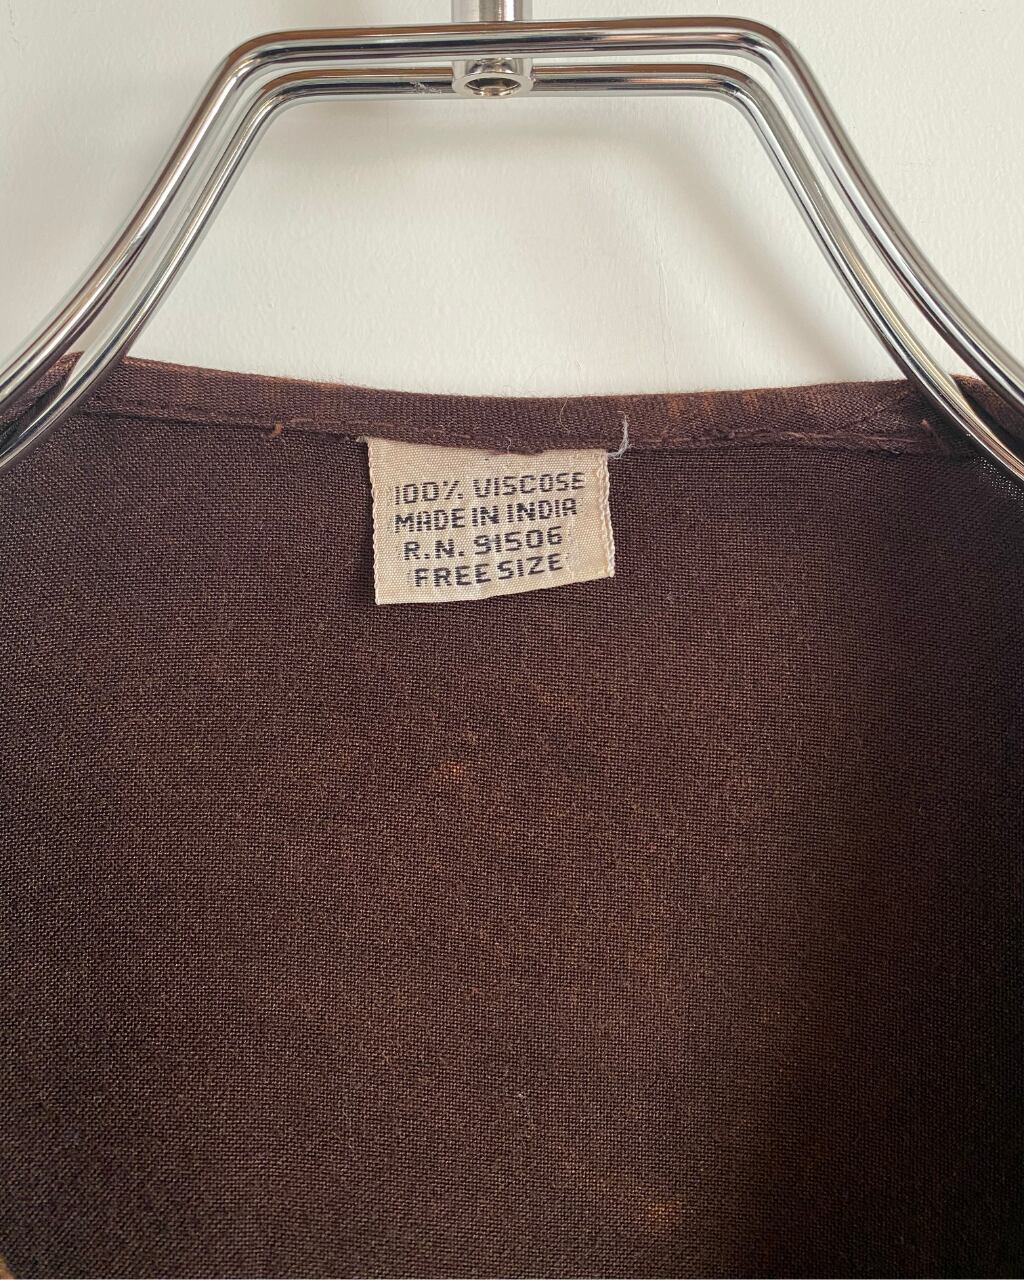 100% VISCOSE
MADE IN INDIA
R.N. 91506
FREE SIZE